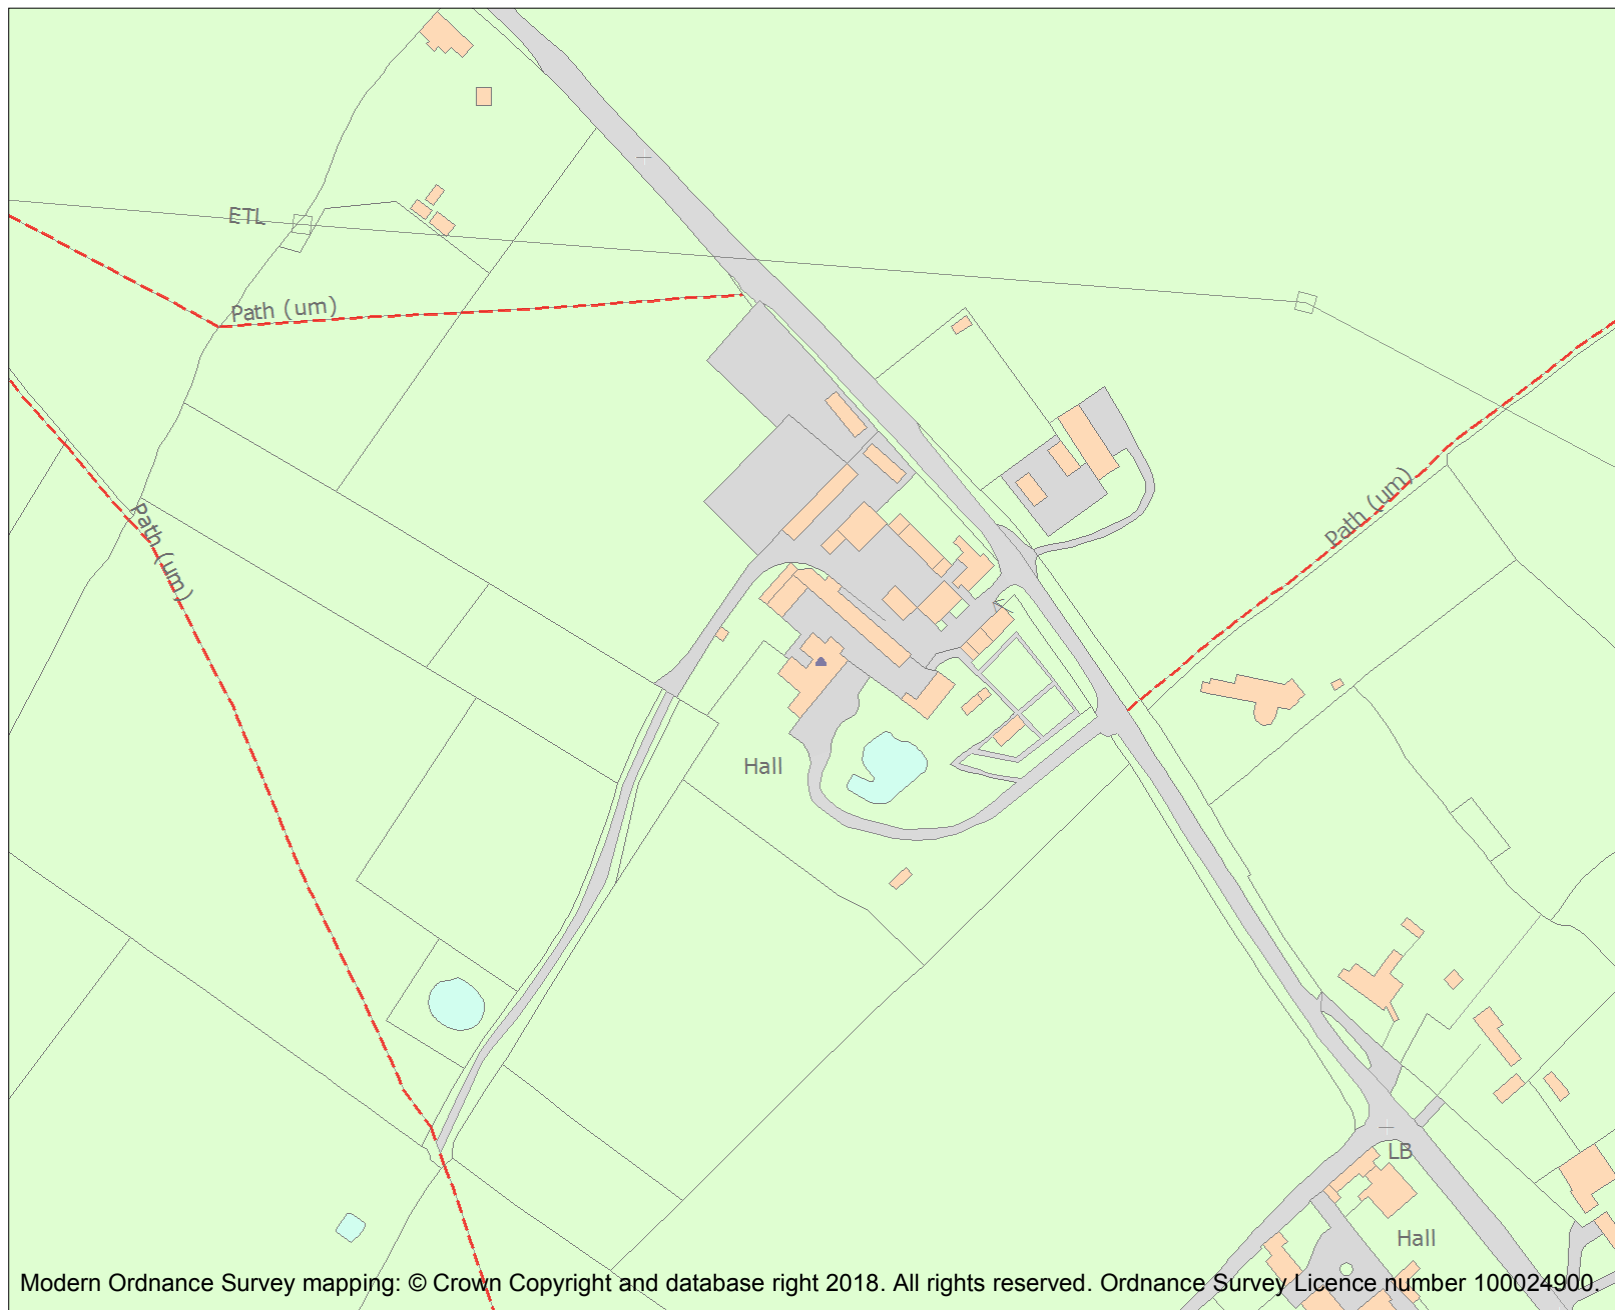 ETL
Path (um)
Path (um)
Path (um)
Hall
LB
Hall
Modern Ordnance Survey mapping: © Crown Copyright and database right 2018. All rights reserved. Ordnance Survey Licence number 100024900.